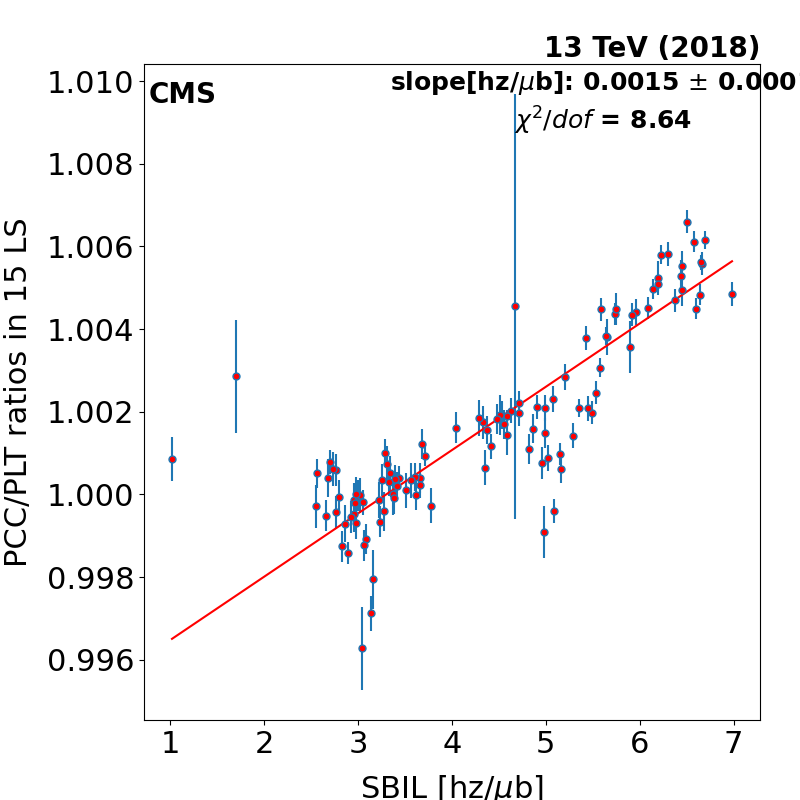 13 TeV (2018)
CMS
slope[hz/μb]: 0.0015 ± 0.000
χ²/dof = 8.64
PCC/PLT ratios in 15 LS
1.010
1.008
1.006
1.004
1.002
1.000
0.998
0.996
1 2 3 4 5 6 7
SBIL [hz/μb]